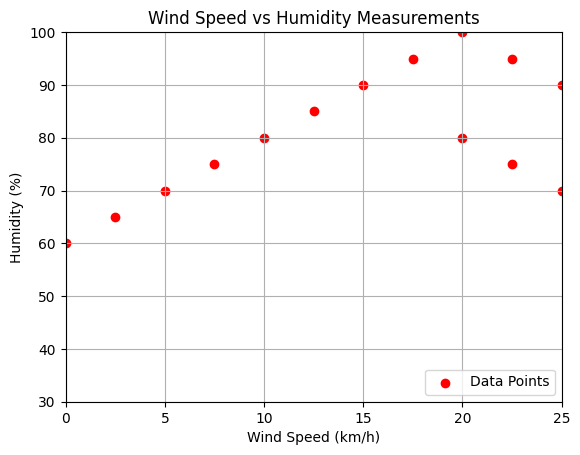 Wind Speed vs Humidity Measurements
Humidity (%)
100
90
80
70
60
50
40
30
Data Points
0 5 10 15 20 25
Wind Speed (km/h)